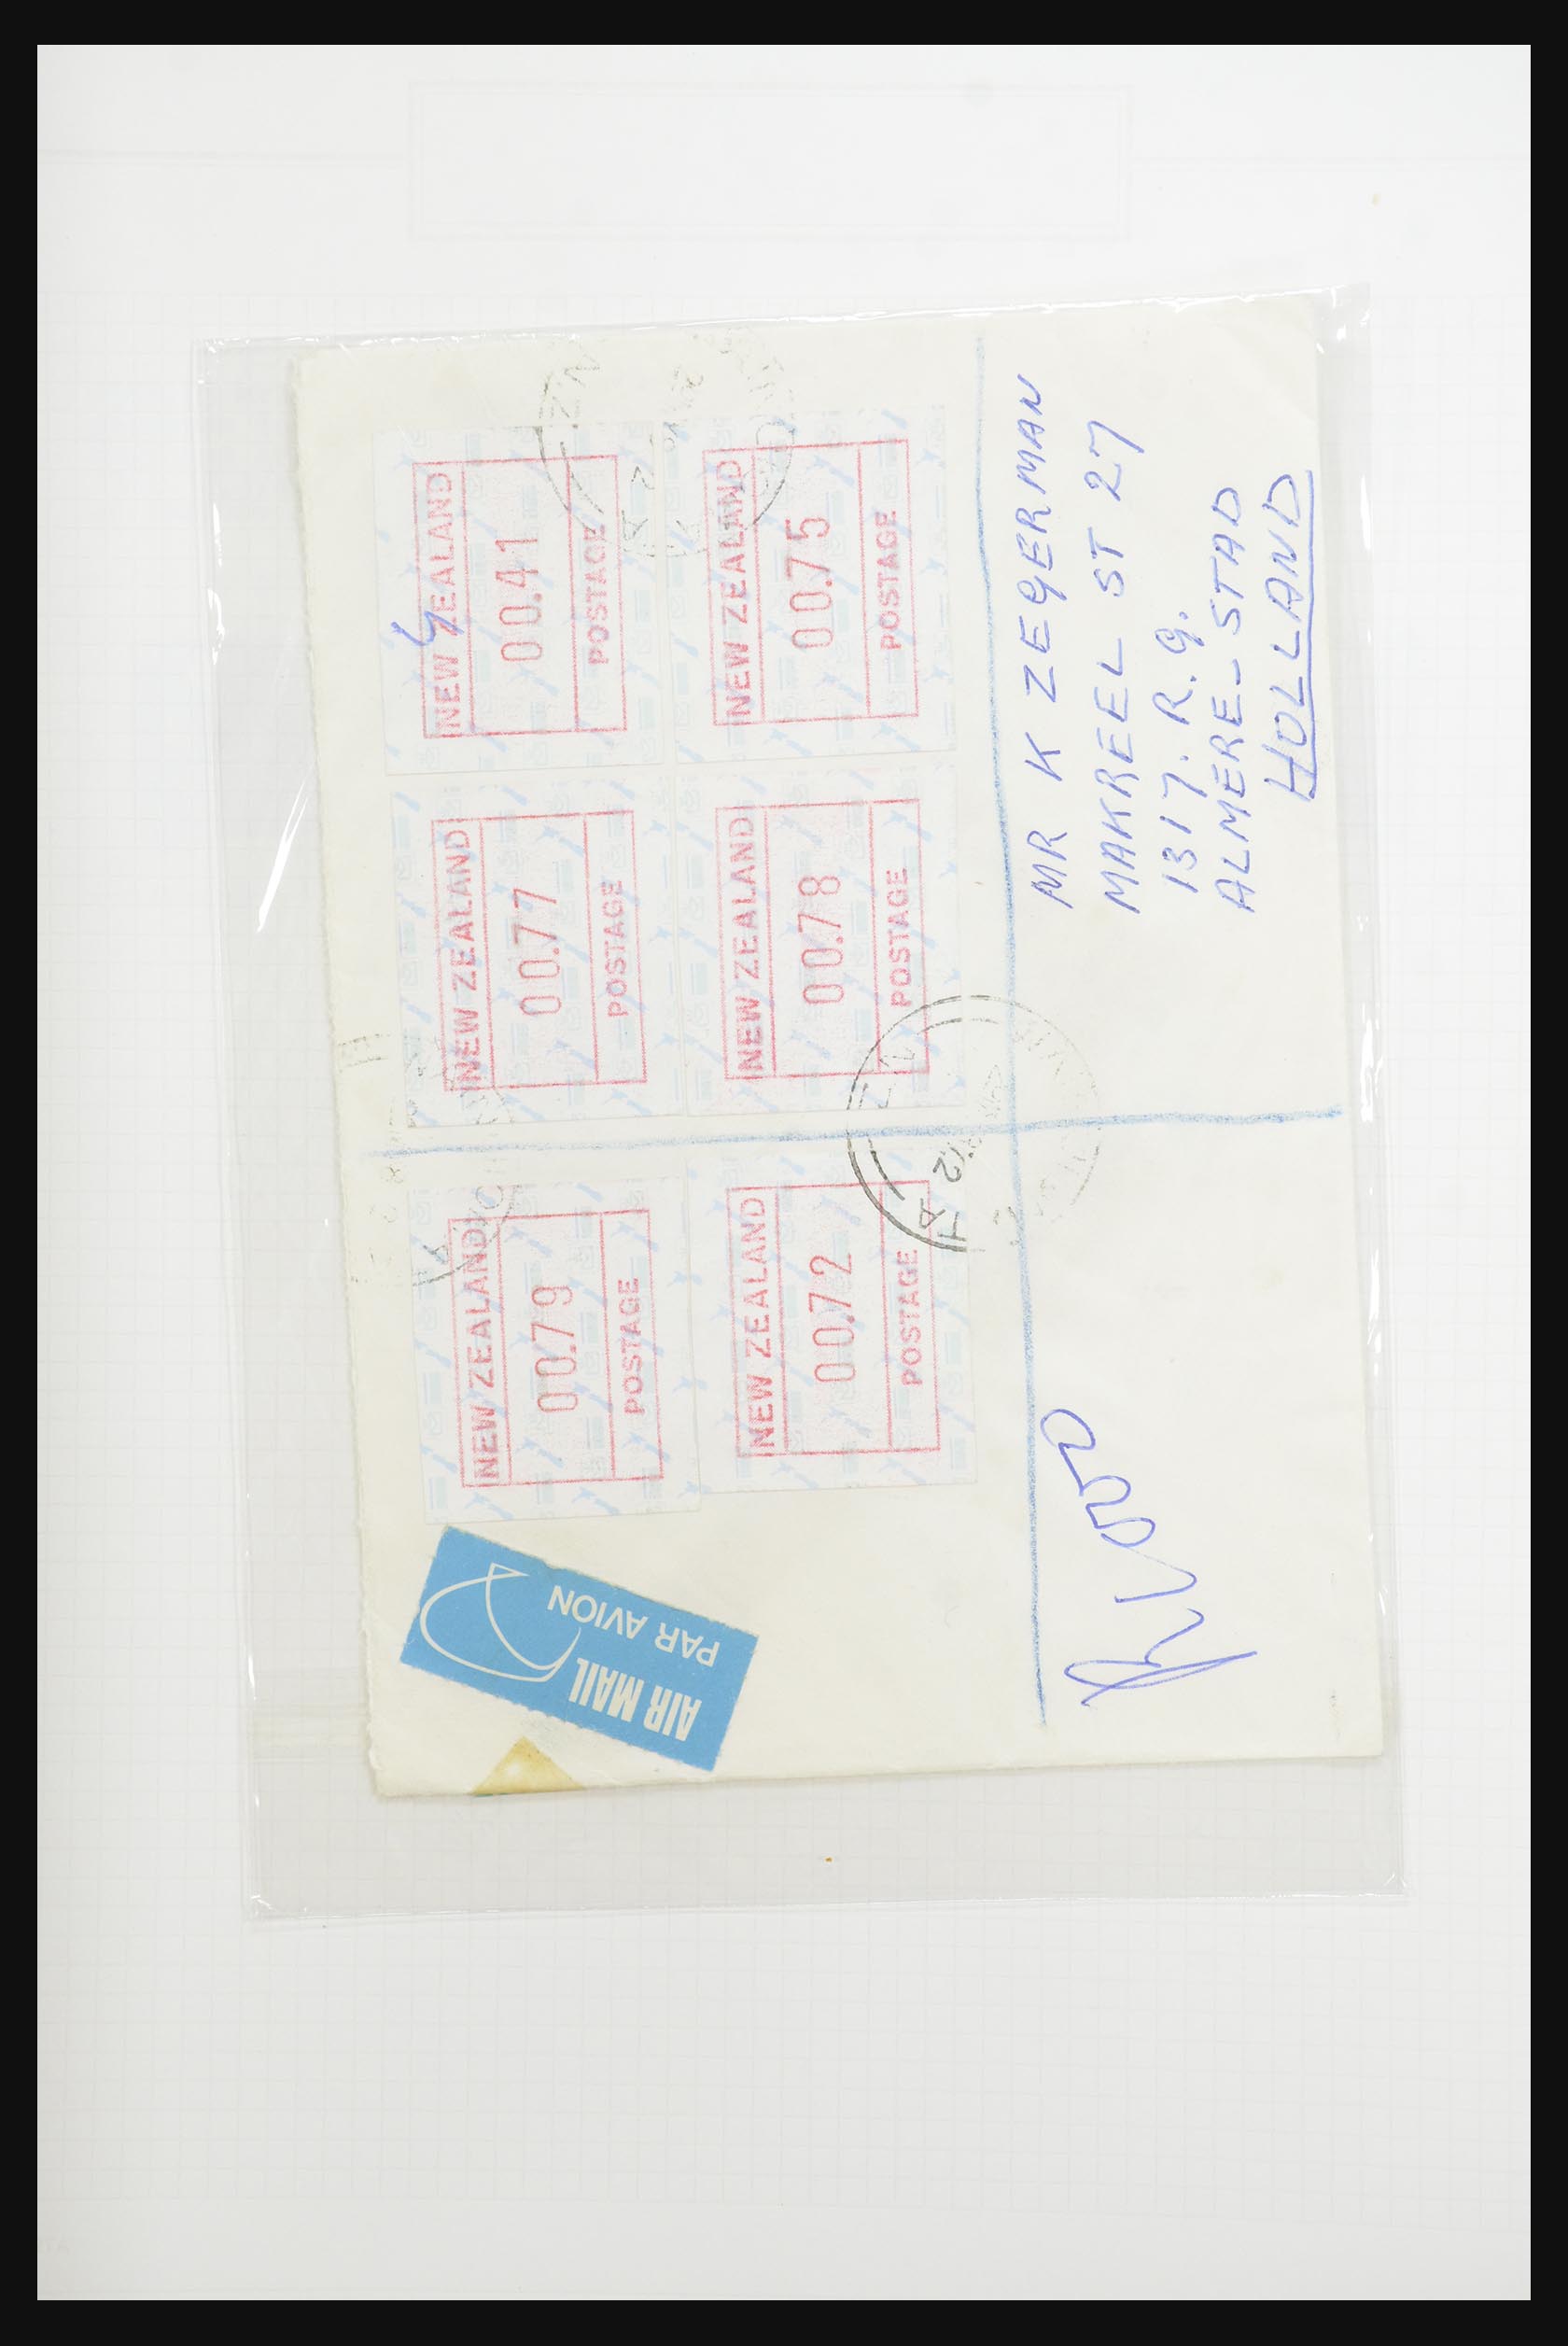 NEW ZEALAND
00.79
POSTAGE
NEW ZEALAND
00.77
POSTAGE
NEW ZEALAND
00.41
POSTAGE
NEW ZEALAND
00.72
POSTAGE
NEW ZEALAND
00.78
POSTAGE
NEW ZEALAND
00.75
POSTAGE
AIR MAIL
PAR AVION
MR K ZEGERMAN
MAKREEL ST 27
1317. R. G.
ALMERE-STAD
HOLLAND